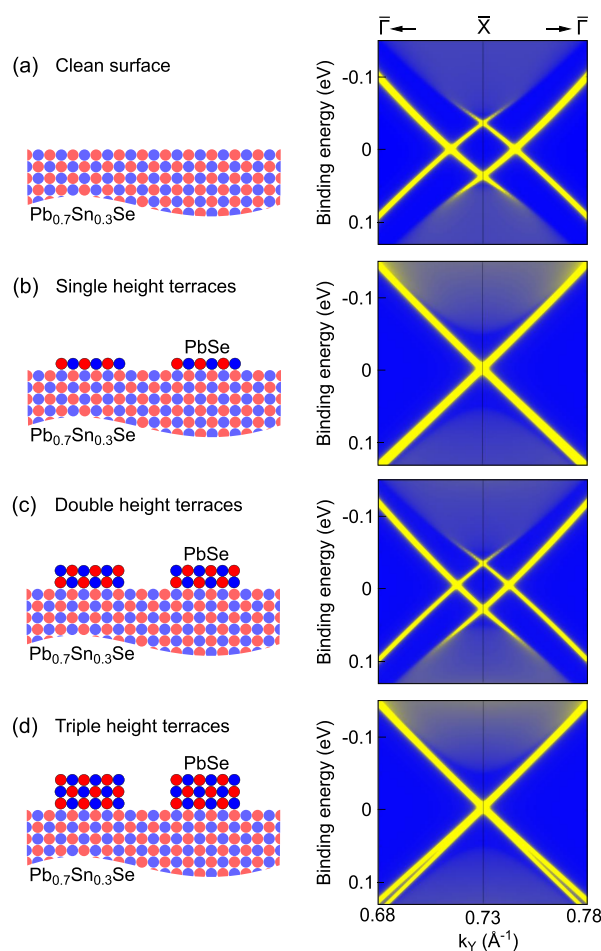 Γ̅ ← X̅ → Γ̅
(a) Clean surface
Pb₀.₇Sn₀.₃Se
Binding energy (eV)
-0.1
0
0.1
(b) Single height terraces
PbSe
Pb₀.₇Sn₀.₃Se
Binding energy (eV)
-0.1
0
0.1
(c) Double height terraces
PbSe
Pb₀.₇Sn₀.₃Se
Binding energy (eV)
-0.1
0
0.1
(d) Triple height terraces
PbSe
Pb₀.₇Sn₀.₃Se
Binding energy (eV)
-0.1
0
0.1
0.68 0.73 0.78
k_Y (Å⁻¹)